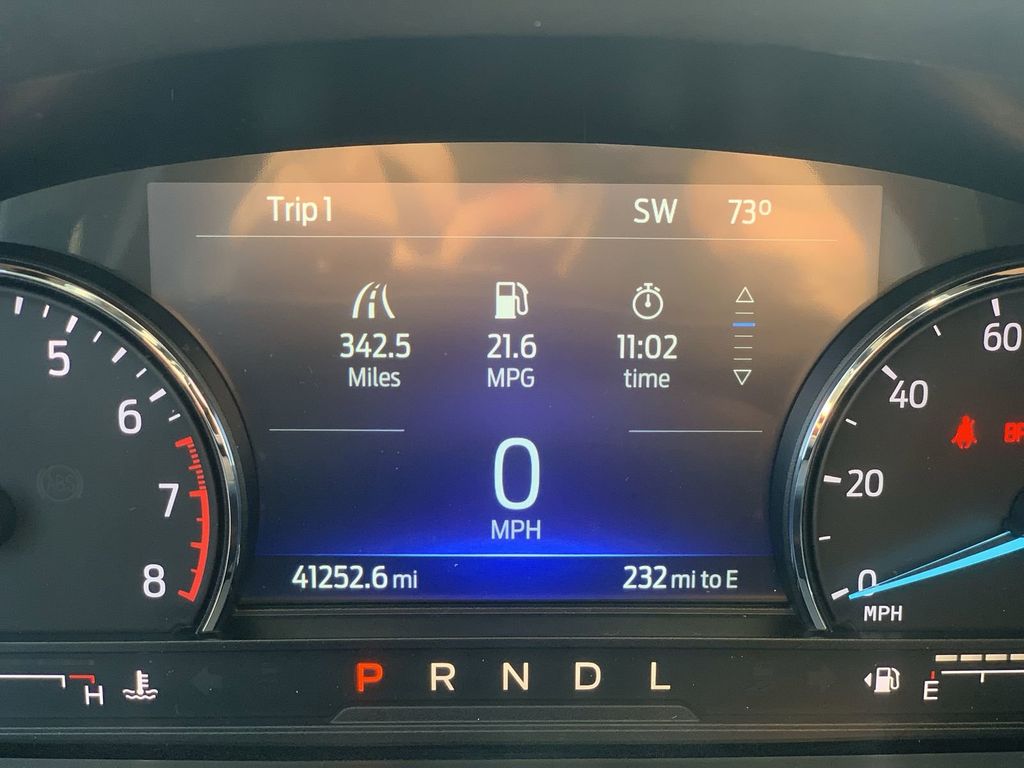 Trip 1 SW 73º
342.5 21.6 11:02
Miles MPG time
5 60
6 40
0
7 20
MPH
8 41252.6 mi 232 mi to E 0
MPH
P R N D L
H E